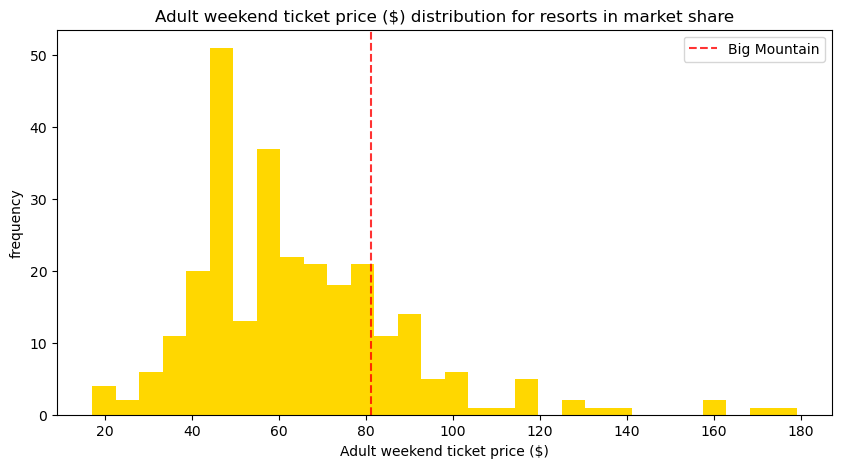 Adult weekend ticket price ($) distribution for resorts in market share
Big Mountain
frequency
50
40
30
20
10
0
20 40 60 80 100 120 140 160 180
Adult weekend ticket price ($)